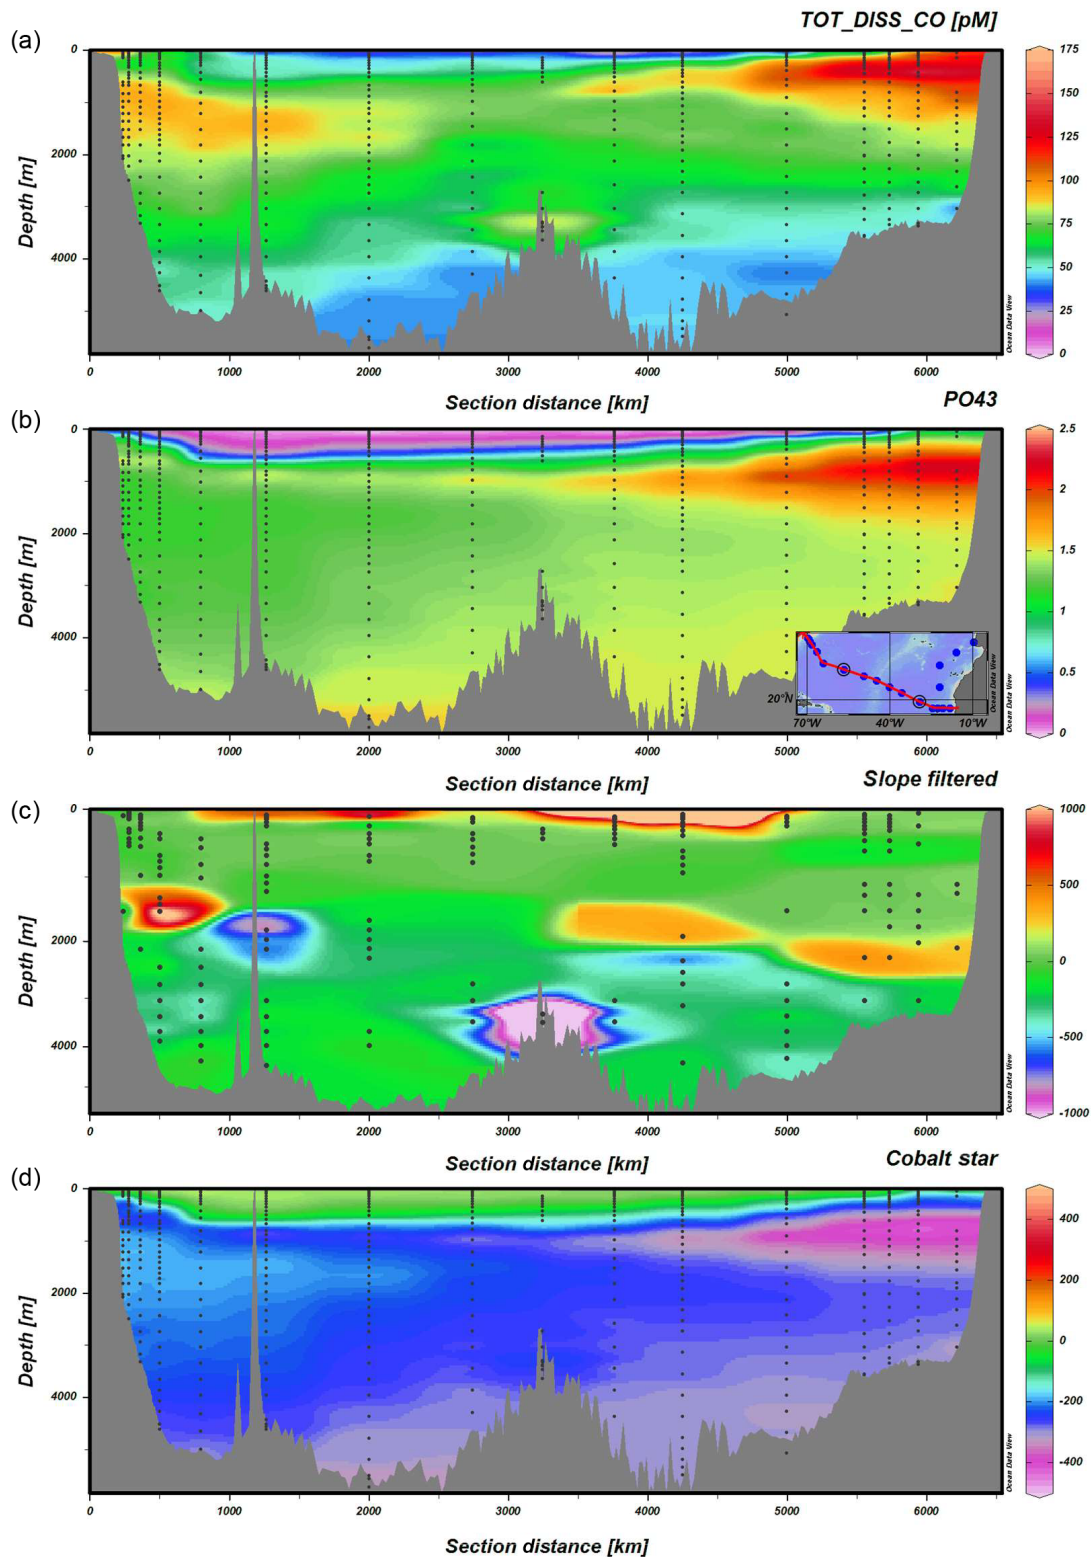 TOT_DISS_CO [pM]
(a)
0
2000
4000
Depth [m]
175
150
125
100
75
50
25
0
Ocean Data View
0 1000 2000 3000 4000 5000 6000
Section distance [km]
PO43
(b)
0
2000
4000
Depth [m]
2.5
2
1.5
1
0.5
0
20°N
70°W 40°W 10°W
Ocean Data View
0 1000 2000 3000 4000 5000 6000
Section distance [km]
Slope filtered
(c)
0
2000
4000
Depth [m]
1000
500
0
-500
-1000
Ocean Data View
0 1000 2000 3000 4000 5000 6000
Section distance [km]
Cobalt star
(d)
0
2000
4000
Depth [m]
400
200
0
-200
-400
Ocean Data View
0 1000 2000 3000 4000 5000 6000
Section distance [km]